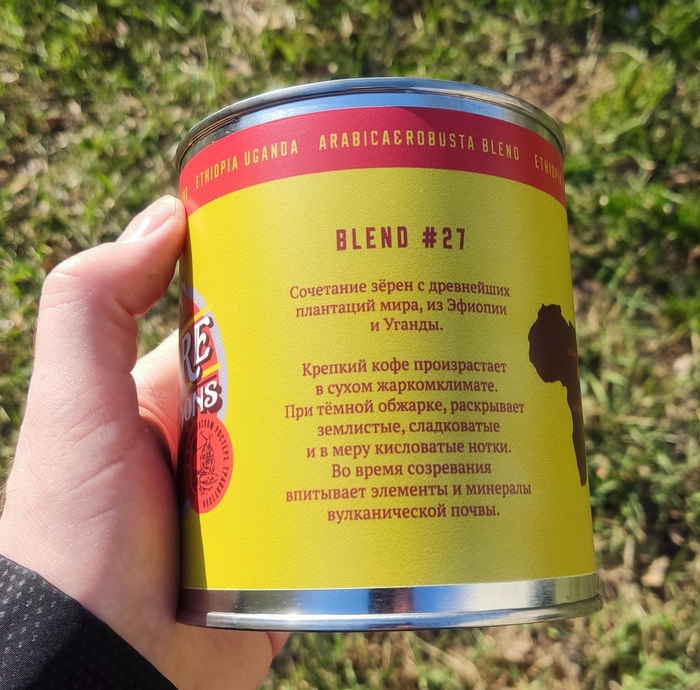 ETHIOPIA UGANDA ARABICA&ROBUSTA BLEND
BLEND #27
Сочетание зёрен с древнейших
плантаций мира, из Эфиопии
и Уганды.
Крепкий кофе произрастает
в сухом жаркомклимате.
При тёмной обжарке, раскрывает
землистые, сладковатые
и в меру кисловатые нотки.
Во время созревания
впитывает элементы и минералы
вулканической почвы.